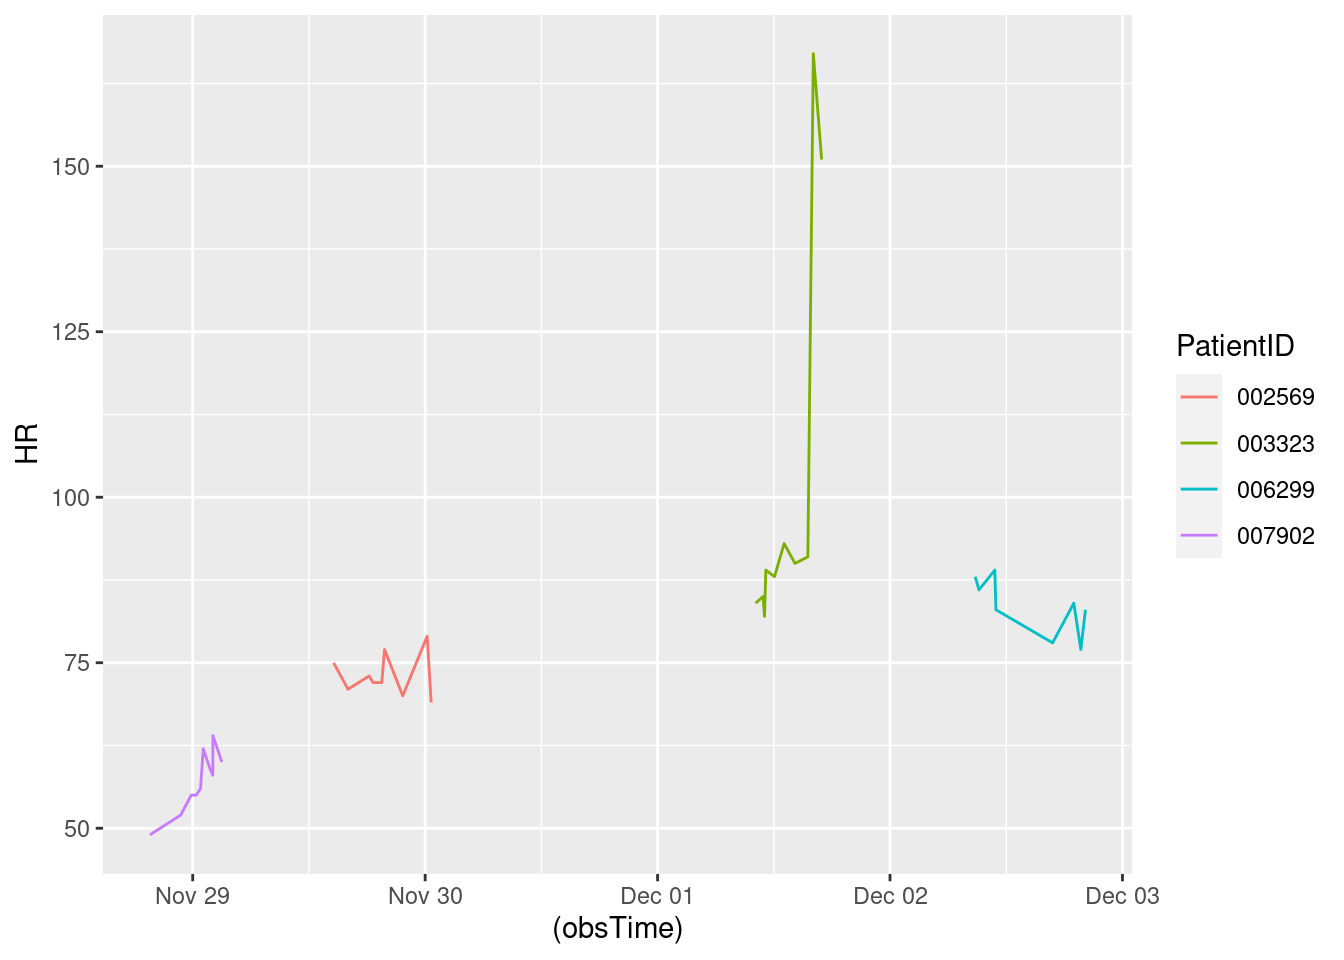 HR
150
125
100
75
50
Nov 29
Nov 30
Dec 01
Dec 02
Dec 03
(obsTime)
PatientID
002569
003323
006299
007902